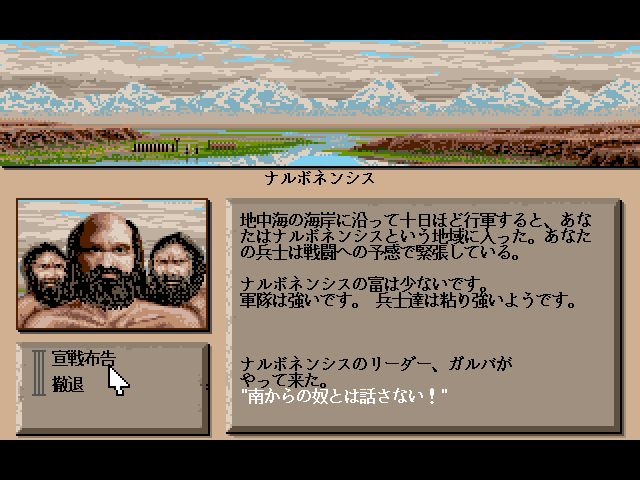 ナルボネンシス
地中海の海岸に沿って十日ほど行軍すると、あな
たはナルボネンシスという地域に入った。あなた
の兵士は戦闘への予感で緊張している。
ナルボネンシスの富は少ないです。
軍隊は強いです。 兵士達は粘り強いようです。
ナルボネンシスのリーダー、ガルバが
やって来た。
"南からの奴とは話さない！"
宣戦布告
撤退